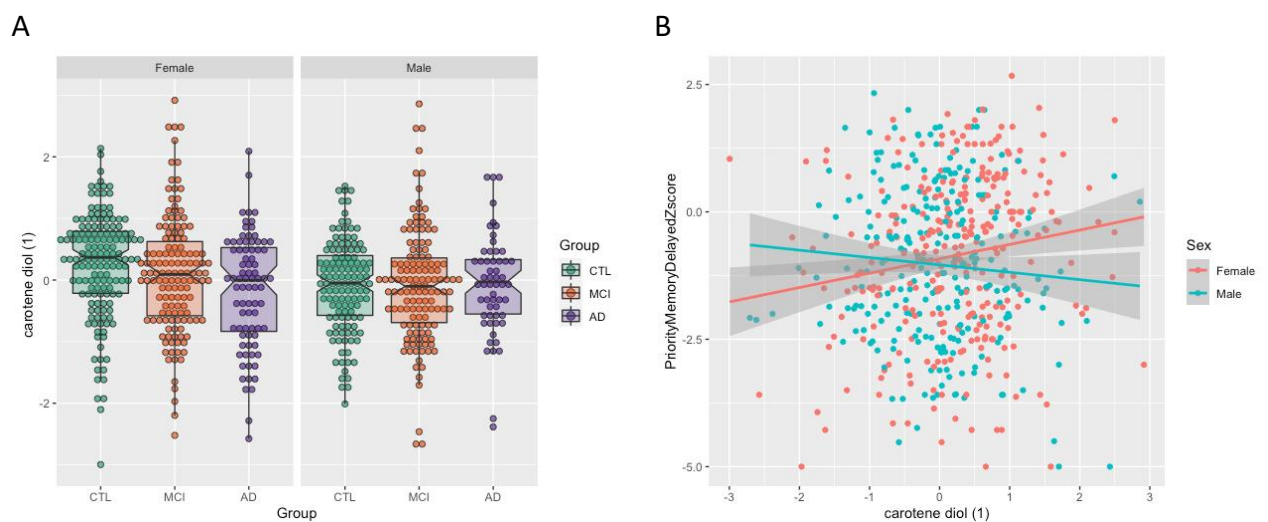 A
Female
Male
carotene diol (1)
2
0
-2
CTL
MCI
AD
CTL
MCI
AD
Group
Group
CTL
MCI
AD
B
PriorityMemoryDelayedZscore
2.5
0.0
-2.5
-5.0
-3
-2
-1
0
1
2
3
carotene diol (1)
Sex
Female
Male